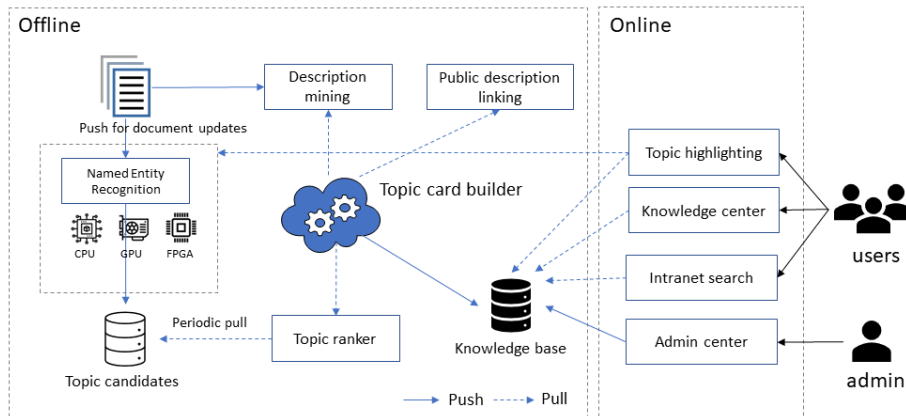 Offline
Online
Description
mining
Public description
linking
Push for document updates
Named Entity
Recognition
CPU
GPU
FPGA
Topic card builder
Topic highlighting
Knowledge center
Intranet search
Admin center
users
admin
Periodic pull
Topic ranker
Knowledge base
Topic candidates
Push
Pull